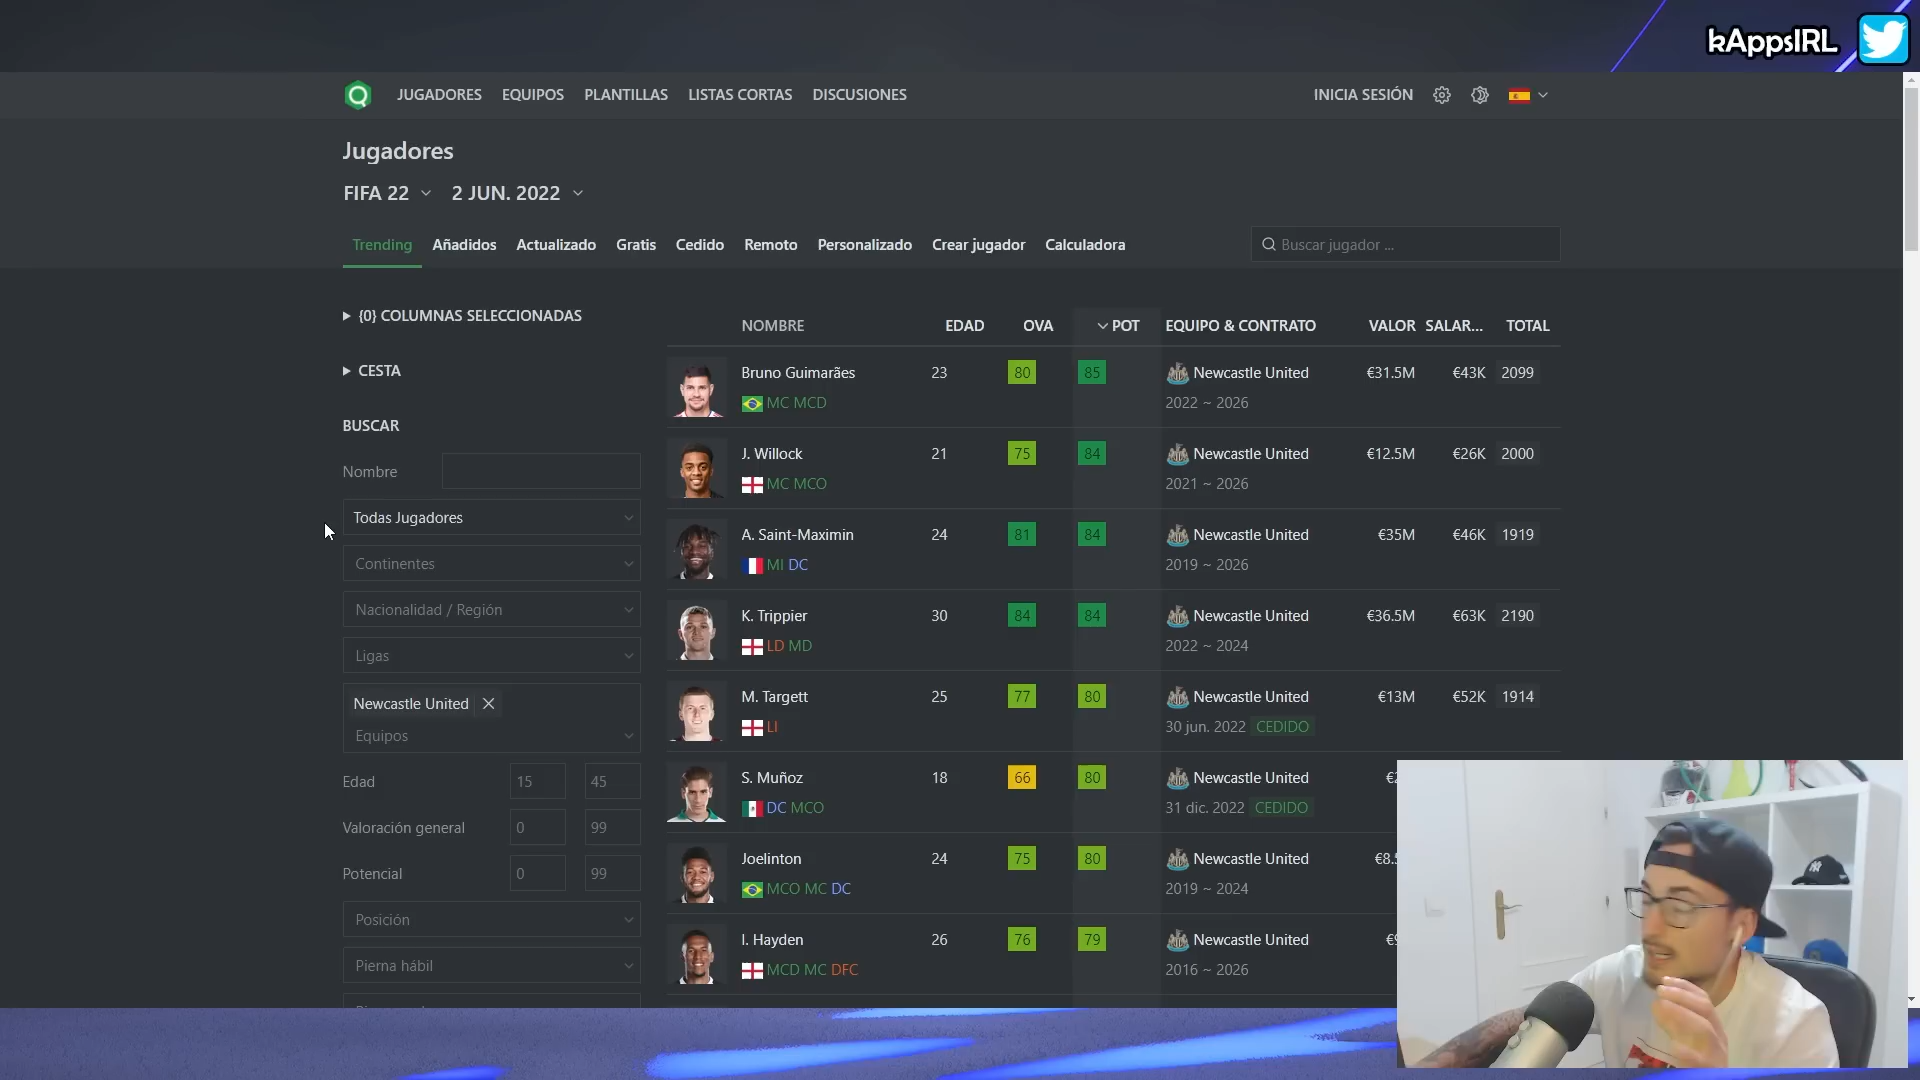 kAppsIRL
JUGADORES EQUIPOS PLANTILLAS LISTAS CORTAS DISCUSIONES INICIA SESIÓN
Jugadores
FIFA 22 2 JUN. 2022
Trending Añadidos Actualizado Gratis Cedido Remoto Personalizado Crear jugador Calculadora Buscar jugador ...
{0} COLUMNAS SELECCIONADAS
CESTA
BUSCAR
Nombre
Todas Jugadores
Continentes
Nacionalidad / Región
Ligas
Newcastle United
Equipos
Edad 15 45
Valoración general 0 99
Potencial 0 99
Posición
Pierna hábil
NOMBRE EDAD OVA POT EQUIPO & CONTRATO VALOR SALAR... TOTAL
Bruno Guimarães 23 80 85 Newcastle United €31.5M €43K 2099
MC MCD 2022 ~ 2026
J. Willock 21 75 84 Newcastle United €12.5M €26K 2000
MC MCO 2021 ~ 2026
A. Saint-Maximin 24 81 84 Newcastle United €35M €46K 1919
MI DC 2019 ~ 2026
K. Trippier 30 84 84 Newcastle United €36.5M €63K 2190
LD MD 2022 ~ 2024
M. Targett 25 77 80 Newcastle United €13M €52K 1914
LI 30 jun. 2022 CEDIDO
S. Muñoz 18 66 80 Newcastle United
DC MCO 31 dic. 2022 CEDIDO
Joelinton 24 75 80 Newcastle United
MCO MC DC 2019 ~ 2024
I. Hayden 26 76 79 Newcastle United
MCD MC DFC 2016 ~ 2026